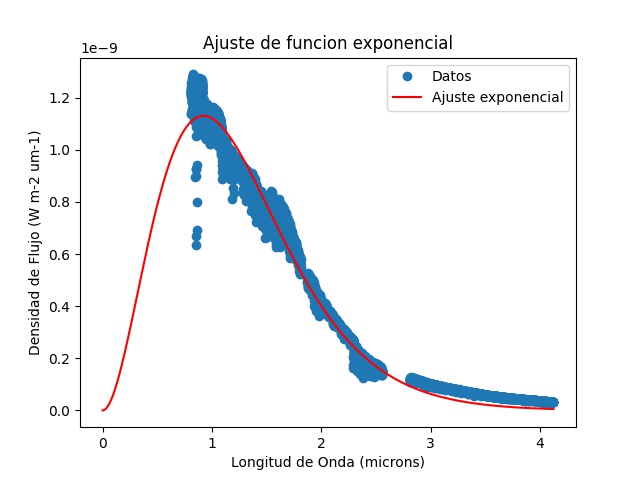 Ajuste de funcion exponencial
1e−9
Datos
Ajuste exponencial
1.2
1.0
0.8
0.6
0.4
0.2
0.0
Densidad de Flujo (W m-2 um-1)
0 1 2 3 4
Longitud de Onda (microns)